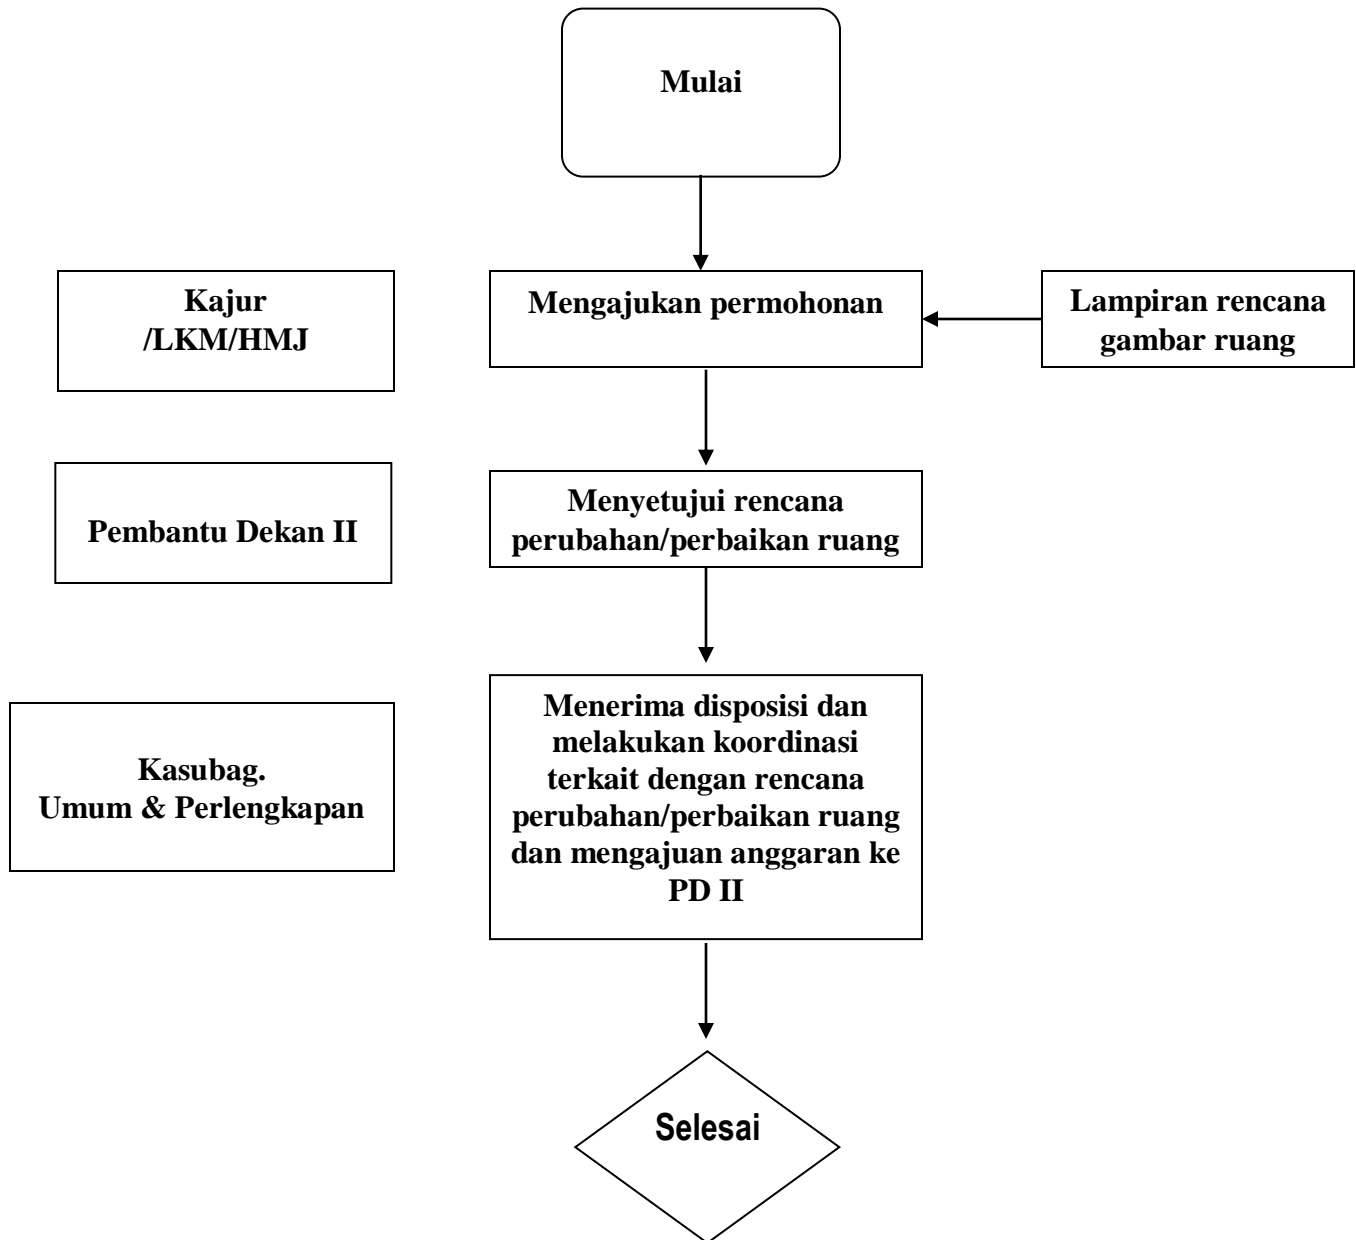 Mulai
Kajur
/LKM/HMJ
Mengajukan permohonan
Lampiran rencana
gambar ruang
Pembantu Dekan II
Menyetujui rencana
perubahan/perbaikan ruang
Kasubag.
Umum & Perlengkapan
Menerima disposisi dan
melakukan koordinasi
terkait dengan rencana
perubahan/perbaikan ruang
dan mengajuan anggaran ke
PD II
Selesai